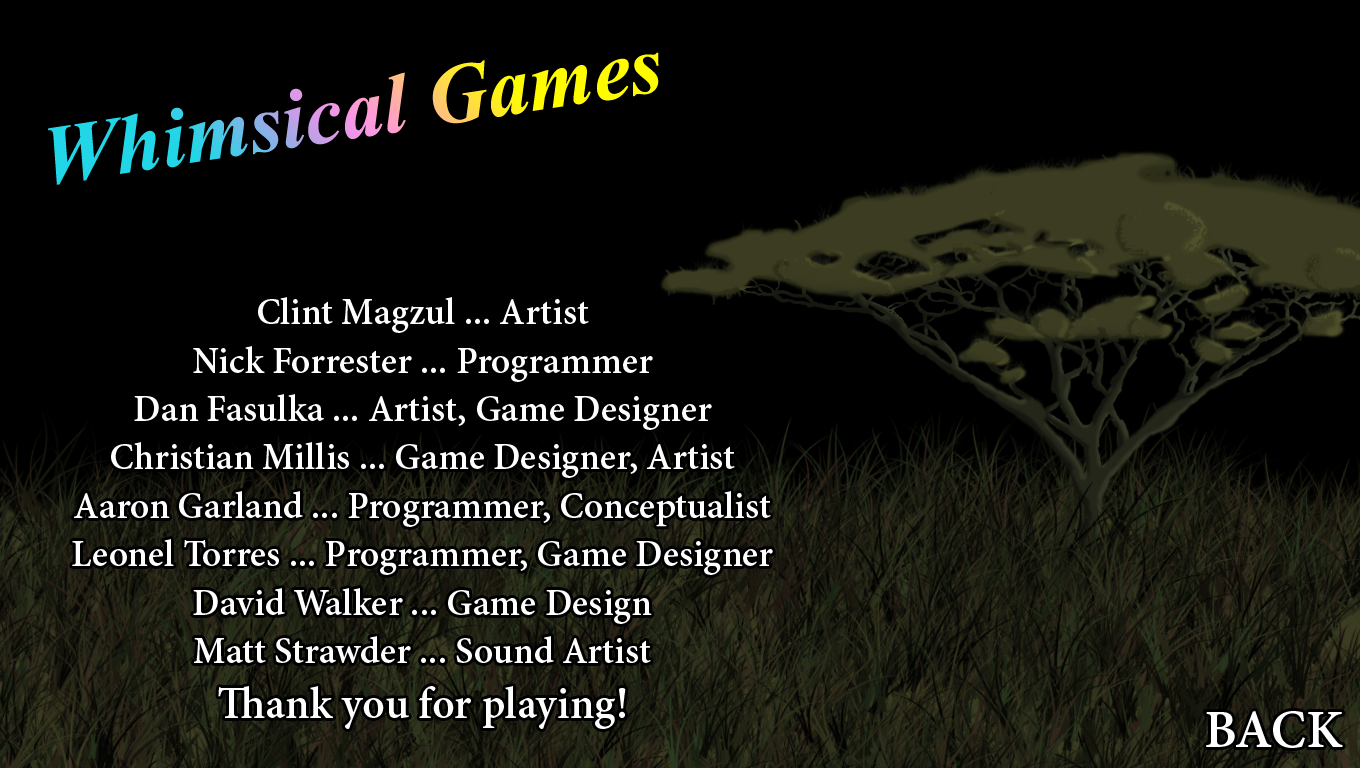 Whimsical Games
Clint Magzul ... Artist
Nick Forrester ... Programmer
Dan Fasulka ... Artist, Game Designer
Christian Millis ... Game Designer, Artist
Aaron Garland ... Programmer, Conceptualist
Leonel Torres ... Programmer, Game Designer
David Walker ... Game Design
Matt Strawder ... Sound Artist
Thank you for playing!
BACK